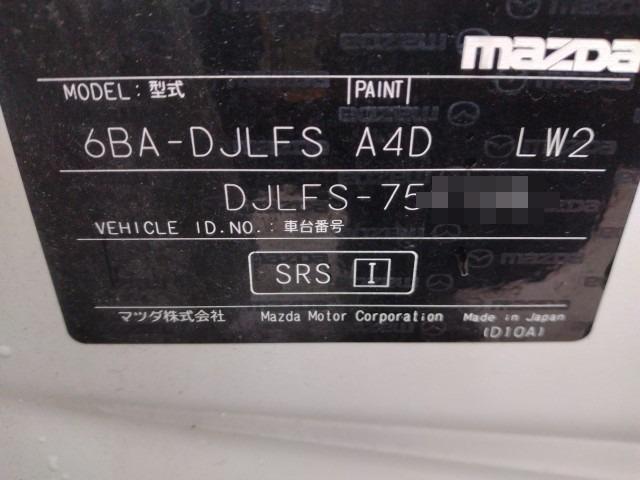 mazda
MODEL: 型式 PAINT
6BA-DJLFS A4D LW2
DJLFS-75
VEHICLE ID.NO.: 車台番号
SRS I
マツダ株式会社 Mazda Motor Corporation Made in Japan
(D10A)